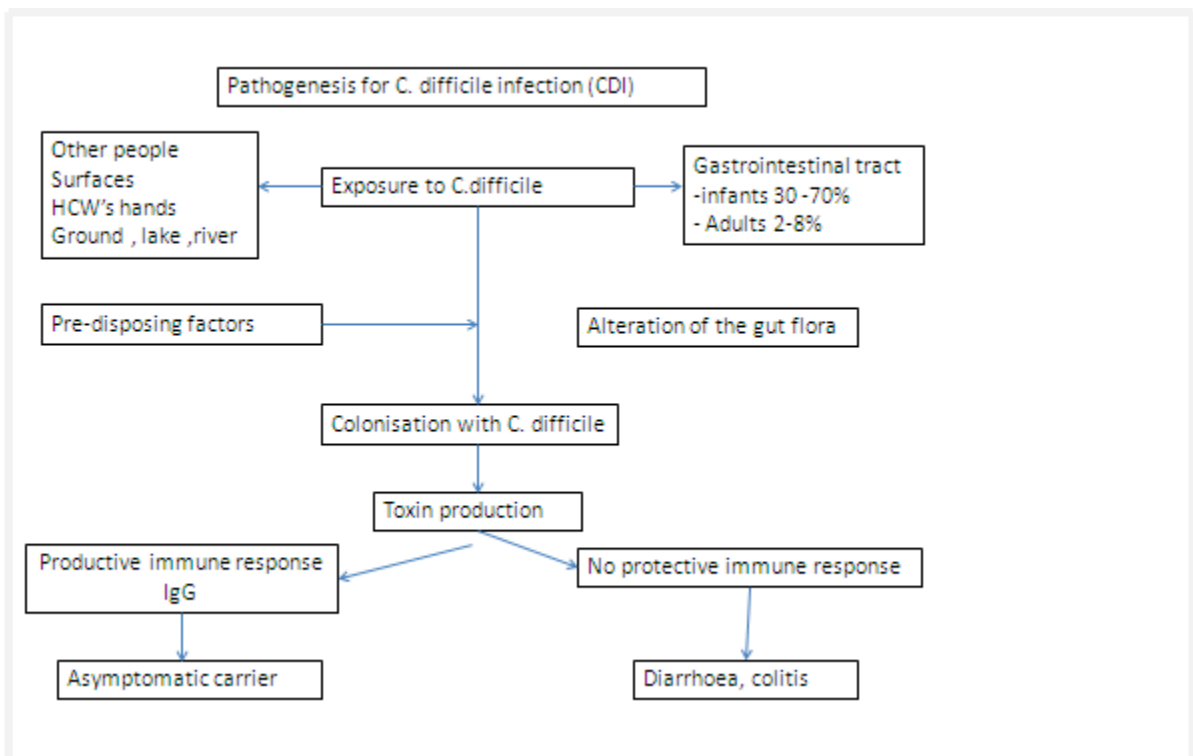 Pathogenesis for C. difficile infection (CDI)
Other people
Surfaces
HCW's hands
Ground , lake ,river
Exposure to C.difficile
Gastrointestinal tract
-infants 30 -70%
- Adults 2-8%
Pre-disposing factors
Alteration of the gut flora
Colonisation with C. difficile
Toxin production
Productive immune response
IgG
No protective immune response
Asymptomatic carrier
Diarrhoea, colitis